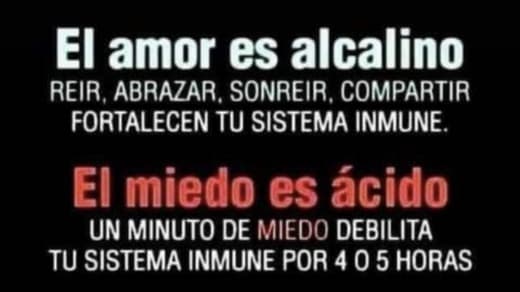 El amor es alcalino
REIR, ABRAZAR, SONREIR, COMPARTIR
FORTALECEN TU SISTEMA INMUNE.
El miedo es ácido
UN MINUTO DE MIEDO DEBILITA
TU SISTEMA INMUNE POR 4 O 5 HORAS